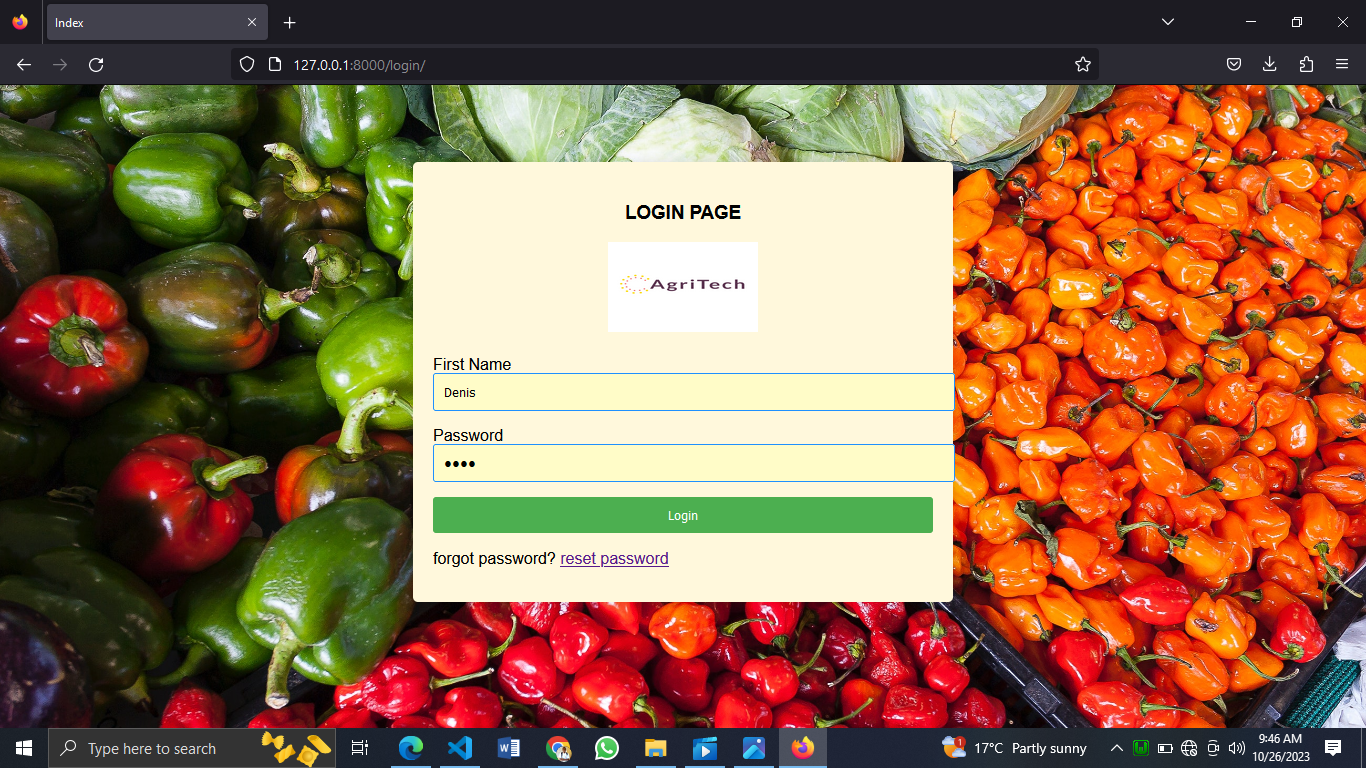 Index
127.0.0.1:8000/login/
LOGIN PAGE
AgriTech
First Name
Denis
Password
••••
Login
forgot password? reset password
Type here to search
1
17°C Partly sunny
9:46 AM
10/26/2023